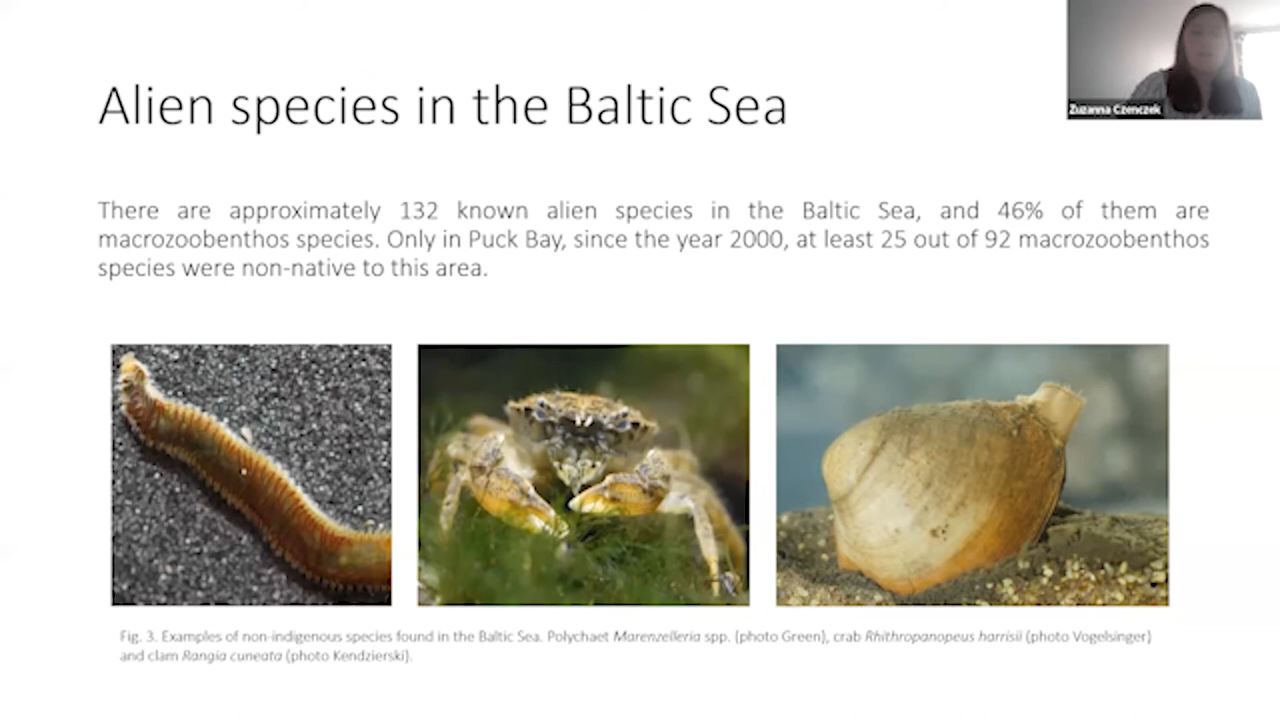 Alien species in the Baltic Sea
Zuzanna Czenczek
There are approximately 132 known alien species in the Baltic Sea, and 46% of them are
macrozoobenthos species. Only in Puck Bay, since the year 2000, at least 25 out of 92 macrozoobenthos
species were non-native to this area.
Fig. 3. Examples of non-indigenous species found in the Baltic Sea. Polychaet Marenzelleria spp. (photo Green), crab Rhithropanopeus harrisii (photo Vogelsinger)
and clam Rangia cuneata (photo Kendzierski).